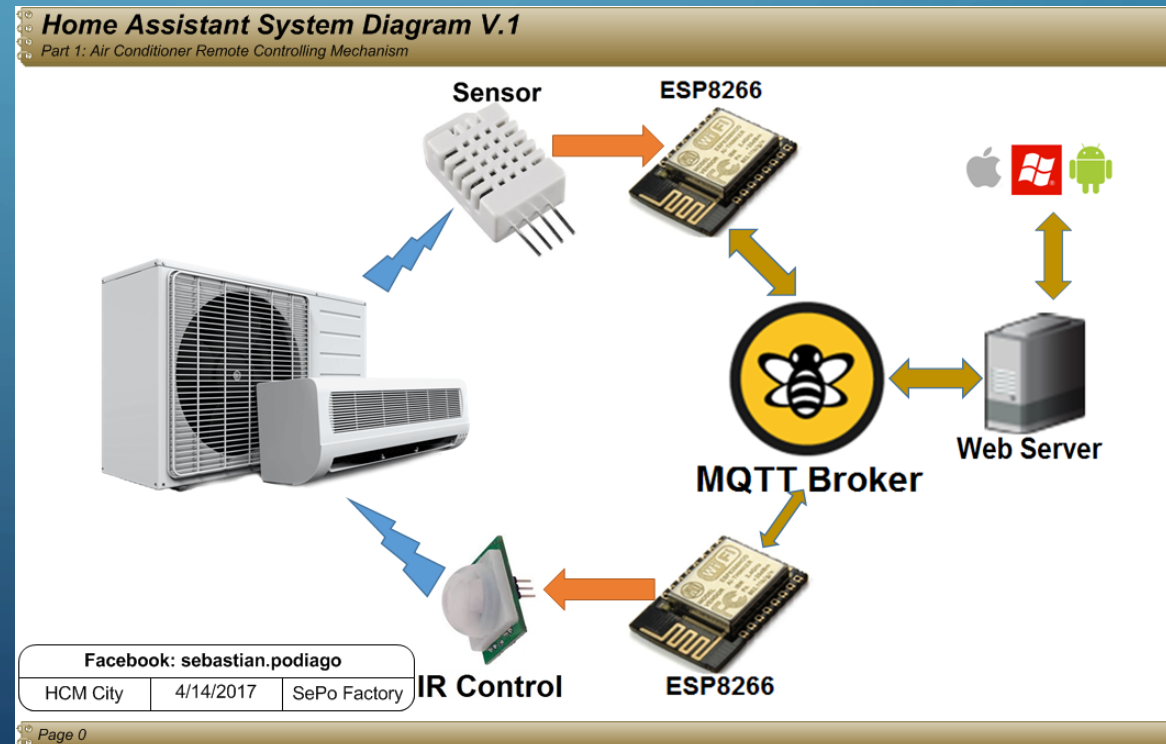 Home Assistant System Diagram V.1
Part 1: Air Conditioner Remote Controlling Mechanism
Sensor
ESP8266
MQTT Broker
Web Server
IR Control
ESP8266
Facebook: sebastian.podiago
HCM City
4/14/2017
SePo Factory
Page 0